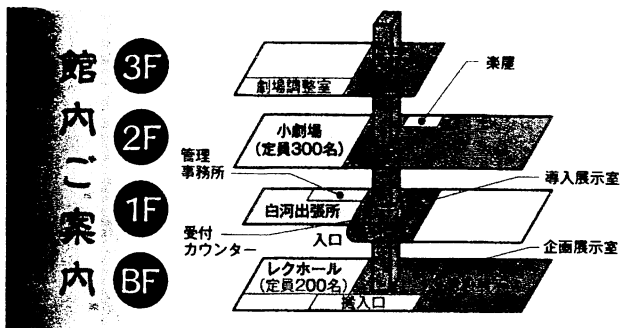 館内ご案内
3F
劇場調整室
楽屋
2F
小劇場
(定員300名)
管理
事務所
導入展示室
1F
白河出張所
受付
カウンター
入口
企画展示室
BF
レクホール
(定員200名)
搬入口